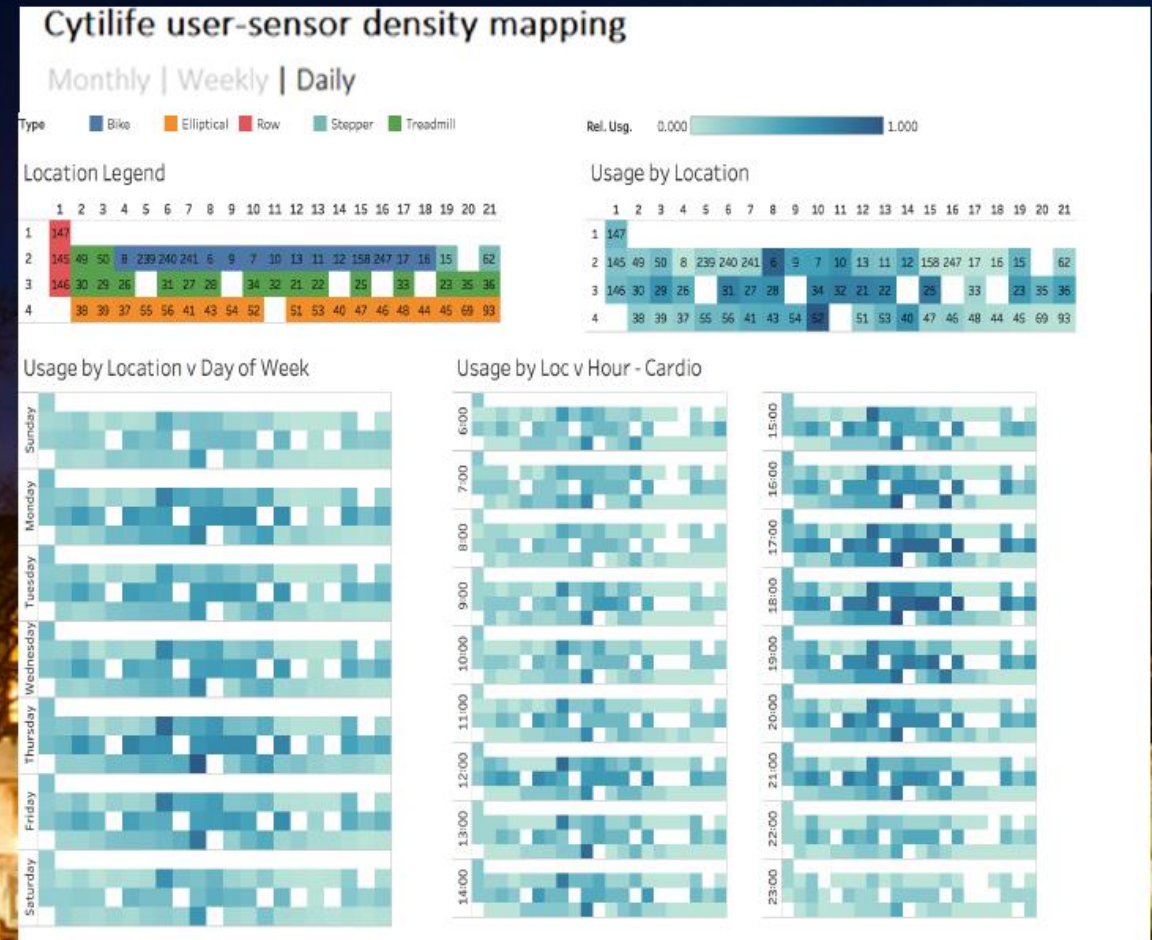 Cytilife user-sensor density mapping
Monthly | Weekly | Daily
Type Bike Elliptical Row Stepper Treadmill
Rel. Usg. 0.000 1.000
Location Legend
1 2 3 4 5 6 7 8 9 10 11 12 13 14 15 16 17 18 19 20 21
1 147
2 145 49 50 8 239 240 241 6 9 7 10 13 11 12 158 247 17 16 15 62
3 146 30 29 26 31 27 28 34 32 21 22 25 33 23 35 36
4 38 39 37 55 56 41 43 54 52 51 53 40 47 46 48 44 45 69 93
Usage by Location
1 2 3 4 5 6 7 8 9 10 11 12 13 14 15 16 17 18 19 20 21
1 147
2 145 49 50 8 239 240 241 6 9 7 10 13 11 12 158 247 17 16 15 62
3 146 30 29 26 31 27 28 34 32 21 22 25 33 23 35 36
4 38 39 37 55 56 41 43 54 52 51 53 40 47 46 48 44 45 69 93
Usage by Location v Day of Week
Sunday
Monday
Tuesday
Wednesday
Thursday
Friday
Saturday
Usage by Loc v Hour - Cardio
6:00
7:00
8:00
9:00
10:00
11:00
12:00
13:00
14:00
15:00
16:00
17:00
18:00
19:00
20:00
21:00
22:00
23:00